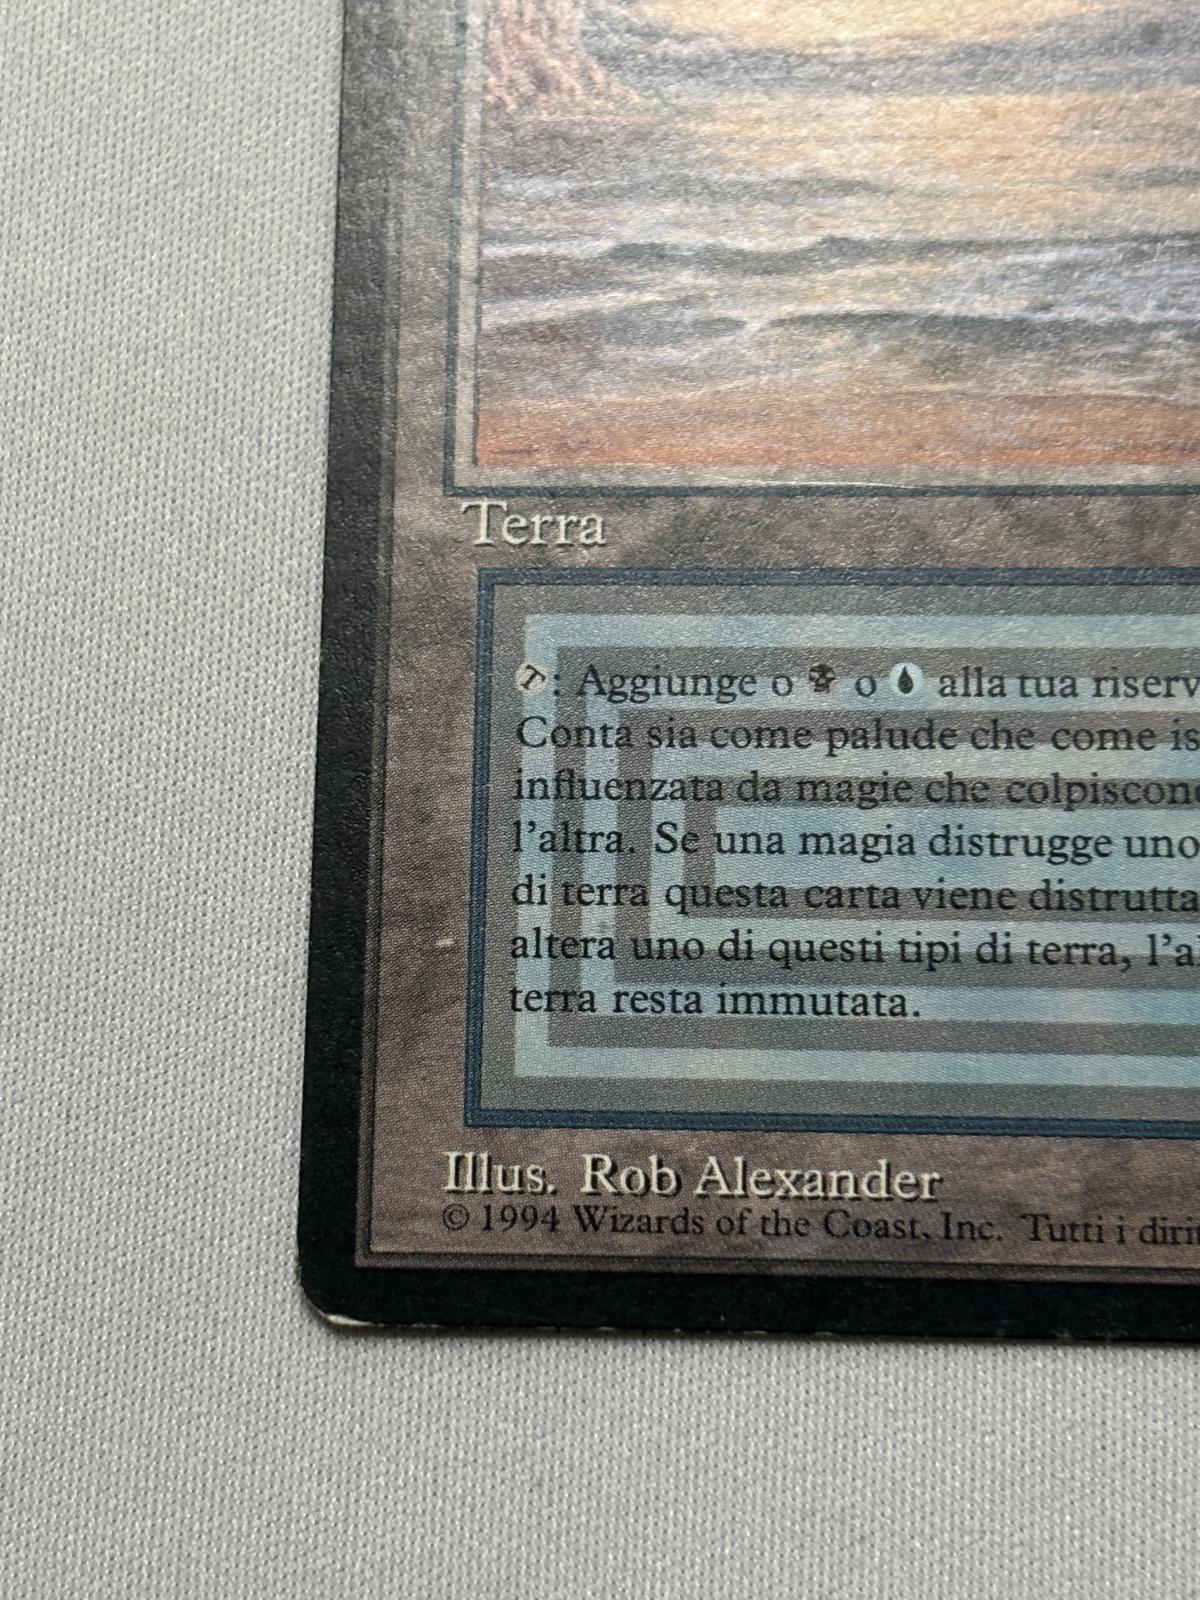 Terra
T: Aggiunge o o alla tua riserv
Conta sia come palude che come is
influenzata da magie che colpiscono
l'altra. Se una magia distrugge uno
di terra questa carta viene distrutta
altera uno di questi tipi di terra, l'a
terra resta immutata.
Illus. Rob Alexander
© 1994 Wizards of the Coast, Inc. Tutti i dirit